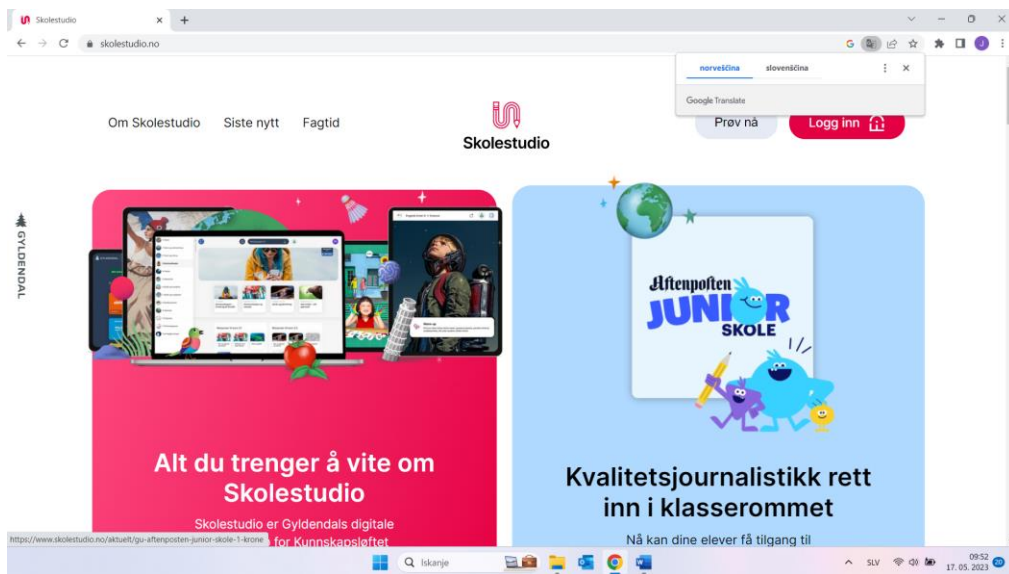 Skolestudio
skolestudio.no
norveščina slovenščina
Google Translate
Om Skolestudio Siste nytt Fagtid
Skolestudio
Prøv nå
Logg inn
GYLDENDAL
Aftenposten
JUNIOR
SKOLE
Alt du trenger å vite om
Skolestudio
Skolestudio er Gyldendals digitale
for Kunnskapsløftet
Kvalitetsjournalistikk rett
inn i klasserommet
Nå kan dine elever få tilgang til
https://www.skolestudio.no/aktuelt/gu-aftenposten-junior-skole-1-krone
Iskanje
SLV
09:52
17. 05. 2023
20